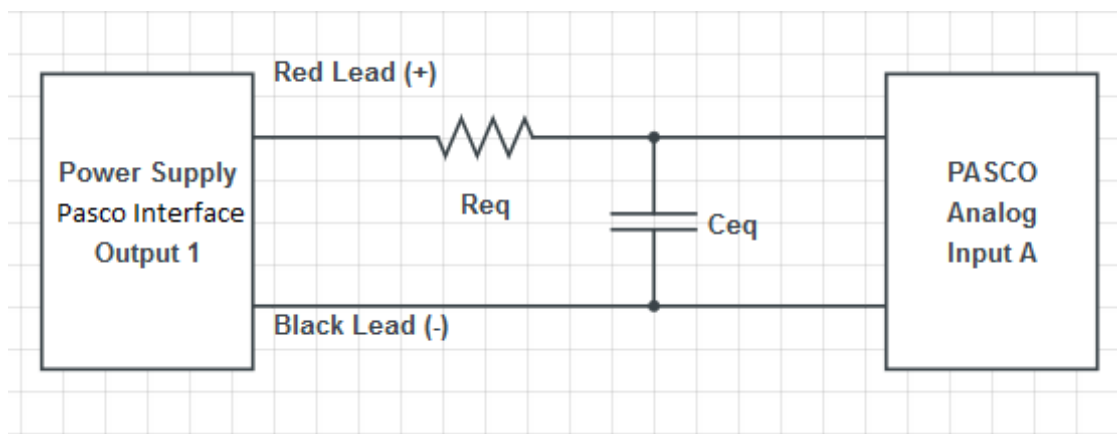 Red Lead (+)
Power Supply
Pasco Interface
Output 1
Req
Ceq
PASCO
Analog
Input A
Black Lead (-)